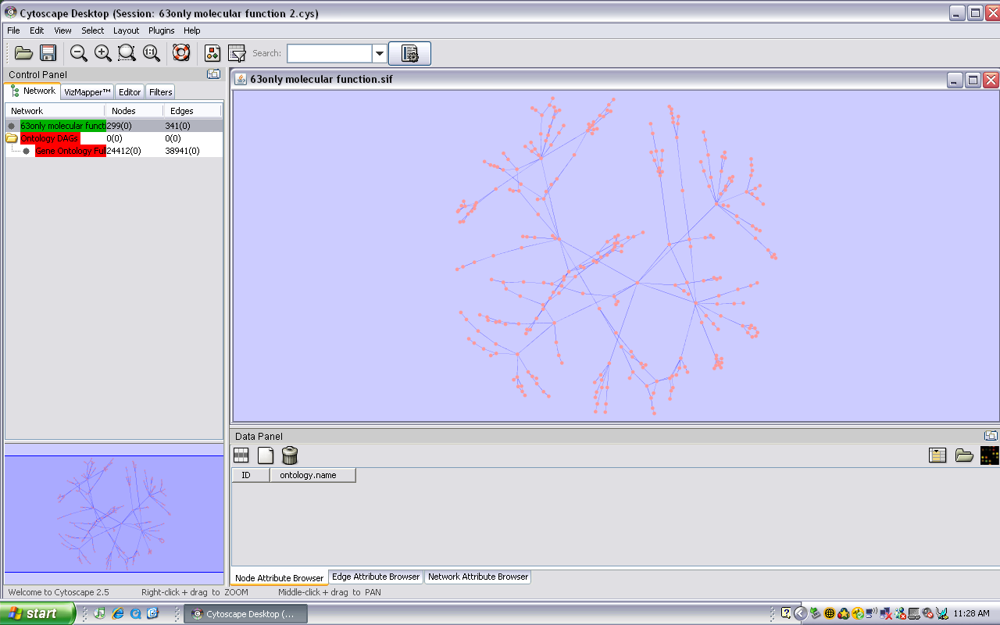 Cytoscape Desktop (Session: 63only molecular function 2.cys)
File Edit View Select Layout Plugins Help
Search:
Control Panel
63only molecular function.sif
Network VizMapper™ Editor Filters
Network Nodes Edges
63only molecular funct 299(0) 341(0)
Ontology DAGs 0(0) 0(0)
Gene Ontology Ful 24412(0) 38941(0)
Data Panel
ID ontology.name
Node Attribute Browser Edge Attribute Browser Network Attribute Browser
Welcome to Cytoscape 2.5 Right-click + drag to ZOOM Middle-click + drag to PAN
start Cytoscape Desktop (... 11:28 AM